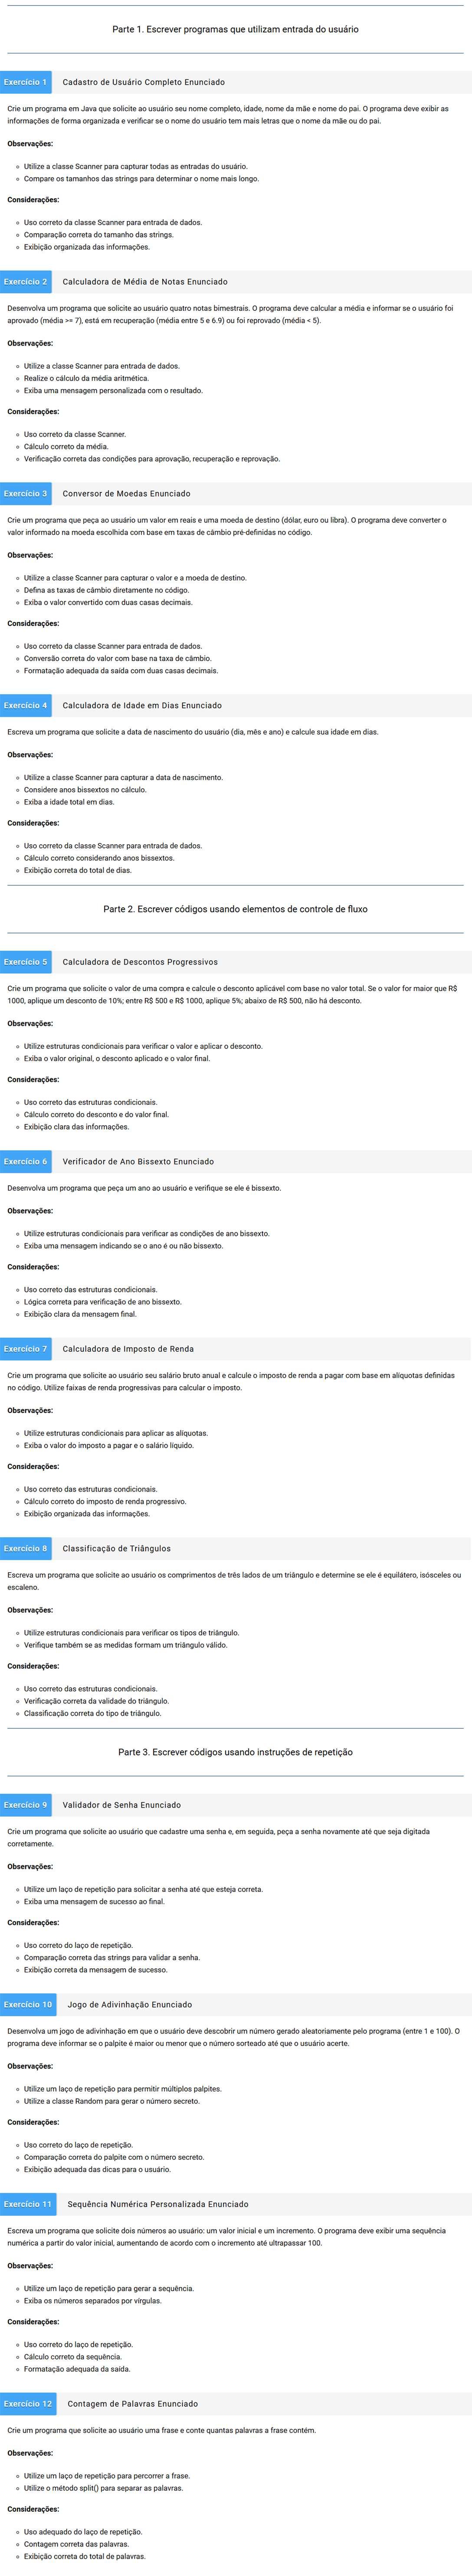 Parte 1. Escrever programas que utilizam entrada do usuário
Exercício 1 Cadastro de Usuário Completo Enunciado
Crie um programa em Java que solicite ao usuário seu nome completo, idade, nome da mãe e nome do pai. O programa deve exibir as
informações de forma organizada e verificar se o nome do usuário tem mais letras que o nome da mãe ou do pai.
Observações:
Utilize a classe Scanner para capturar todas as entradas do usuário.
Compare os tamanhos das strings para determinar o nome mais longo.
Considerações:
Uso correto da classe Scanner para entrada de dados.
Comparação correta do tamanho das strings.
Exibição organizada das informações.
Exercício 2 Calculadora de Média de Notas Enunciado
Desenvolva um programa que solicite ao usuário quatro notas bimestrais. O programa deve calcular a média e informar se o usuário foi
aprovado (média >= 7), está em recuperação (média entre 5 e 6.9) ou foi reprovado (média < 5).
Observações:
Utilize a classe Scanner para entrada de dados.
Realize o cálculo da média aritmética.
Exiba uma mensagem personalizada com o resultado.
Considerações:
Uso correto da classe Scanner.
Cálculo correto da média.
Verificação correta das condições para aprovação, recuperação e reprovação.
Exercício 3 Conversor de Moedas Enunciado
Crie um programa que peça ao usuário um valor em reais e uma moeda de destino (dólar, euro ou libra). O programa deve converter o
valor informado na moeda escolhida com base em taxas de câmbio pré-definidas no código.
Observações:
Utilize a classe Scanner para capturar o valor e a moeda de destino.
Defina as taxas de câmbio diretamente no código.
Exiba o valor convertido com duas casas decimais.
Considerações:
Uso correto da classe Scanner para entrada de dados.
Conversão correta do valor com base na taxa de câmbio.
Formatação adequada da saída com duas casas decimais.
Exercício 4 Calculadora de Idade em Dias Enunciado
Escreva um programa que solicite a data de nascimento do usuário (dia, mês e ano) e calcule sua idade em dias.
Observações:
Utilize a classe Scanner para capturar a data de nascimento.
Considere anos bissextos no cálculo.
Exiba a idade total em dias.
Considerações:
Uso correto da classe Scanner para entrada de dados.
Cálculo correto considerando anos bissextos.
Exibição correta do total de dias.
Parte 2. Escrever códigos usando elementos de controle de fluxo
Exercício 5 Calculadora de Descontos Progressivos
Crie um programa que solicite o valor de uma compra e calcule o desconto aplicável com base no valor total. Se o valor for maior que R$
1000, aplique um desconto de 10%; entre R$ 500 e R$ 1000, aplique 5%; abaixo de R$ 500, não há desconto.
Observações:
Utilize estruturas condicionais para verificar o valor e aplicar o desconto.
Exiba o valor original, o desconto aplicado e o valor final.
Considerações:
Uso correto das estruturas condicionais.
Cálculo correto do desconto e do valor final.
Exibição clara das informações.
Exercício 6 Verificador de Ano Bissexto Enunciado
Desenvolva um programa que peça um ano ao usuário e verifique se ele é bissexto.
Observações:
Utilize estruturas condicionais para verificar as condições de ano bissexto.
Exiba uma mensagem indicando se o ano é ou não bissexto.
Considerações:
Uso correto das estruturas condicionais.
Lógica correta para verificação de ano bissexto.
Exibição clara da mensagem final.
Exercício 7 Calculadora de Imposto de Renda
Crie um programa que solicite ao usuário seu salário bruto anual e calcule o imposto de renda a pagar com base em alíquotas definidas
no código. Utilize faixas de renda progressivas para calcular o imposto.
Observações:
Utilize estruturas condicionais para aplicar as alíquotas.
Exiba o valor do imposto a pagar e o salário líquido.
Considerações:
Uso correto das estruturas condicionais.
Cálculo correto do imposto de renda progressivo.
Exibição organizada das informações.
Exercício 8 Classificação de Triângulos
Escreva um programa que solicite ao usuário os comprimentos de três lados de um triângulo e determine se ele é equilátero, isósceles ou
escaleno.
Observações:
Utilize estruturas condicionais para verificar os tipos de triângulo.
Verifique também se as medidas formam um triângulo válido.
Considerações:
Uso correto das estruturas condicionais.
Verificação correta da validade do triângulo.
Classificação correta do tipo de triângulo.
Parte 3. Escrever códigos usando instruções de repetição
Exercício 9 Validador de Senha Enunciado
Crie um programa que solicite ao usuário que cadastre uma senha e, em seguida, peça a senha novamente até que seja digitada
corretamente.
Observações:
Utilize um laço de repetição para solicitar a senha até que esteja correta.
Exiba uma mensagem de sucesso ao final.
Considerações:
Uso correto do laço de repetição.
Comparação correta das strings para validar a senha.
Exibição correta da mensagem de sucesso.
Exercício 10 Jogo de Adivinhação Enunciado
Desenvolva um jogo de adivinhação em que o usuário deve descobrir um número gerado aleatoriamente pelo programa (entre 1 e 100). O
programa deve informar se o palpite é maior ou menor que o número sorteado até que o usuário acerte.
Observações:
Utilize um laço de repetição para permitir múltiplos palpites.
Utilize a classe Random para gerar o número secreto.
Considerações:
Uso correto do laço de repetição.
Comparação correta do palpite com o número secreto.
Exibição adequada das dicas para o usuário.
Exercício 11 Sequência Numérica Personalizada Enunciado
Escreva um programa que solicite dois números ao usuário: um valor inicial e um incremento. O programa deve exibir uma sequência
numérica a partir do valor inicial, aumentando de acordo com o incremento até ultrapassar 100.
Observações:
Utilize um laço de repetição para gerar a sequência.
Exiba os números separados por vírgulas.
Considerações:
Uso correto do laço de repetição.
Cálculo correto da sequência.
Formatação adequada da saída.
Exercício 12 Contagem de Palavras Enunciado
Crie um programa que solicite ao usuário uma frase e conte quantas palavras a frase contém.
Observações:
Utilize um laço de repetição para percorrer a frase.
Utilize o método split() para separar as palavras.
Considerações:
Uso adequado do laço de repetição.
Contagem correta das palavras.
Exibição correta do total de palavras.